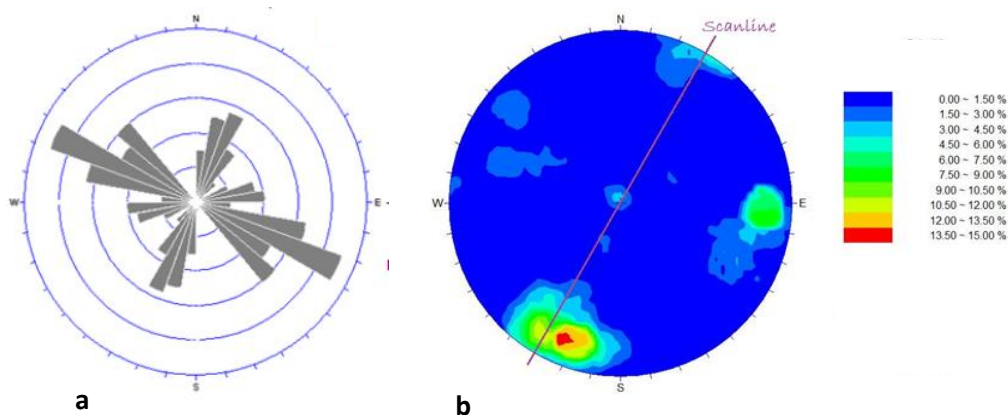 N
W
E
S
a
N
Scanline
W
E
S
b
0.00 ~ 1.50 %
1.50 ~ 3.00 %
3.00 ~ 4.50 %
4.50 ~ 6.00 %
6.00 ~ 7.50 %
7.50 ~ 9.00 %
9.00 ~ 10.50 %
10.50 ~ 12.00 %
12.00 ~ 13.50 %
13.50 ~ 15.00 %